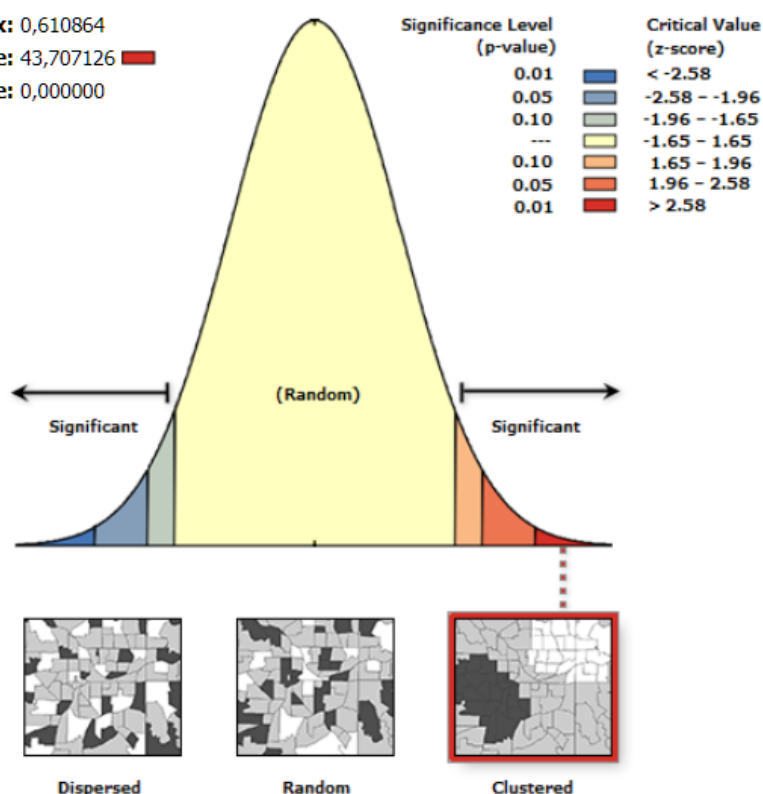 x: 0,610864
e: 43,707126
e: 0,000000
Significance Level
(p-value)
Critical Value
(z-score)
0.01 < -2.58
0.05 -2.58 – -1.96
0.10 -1.96 – -1.65
--- -1.65 – 1.65
0.10 1.65 – 1.96
0.05 1.96 – 2.58
0.01 > 2.58
(Random)
Significant
Significant
Dispersed
Random
Clustered